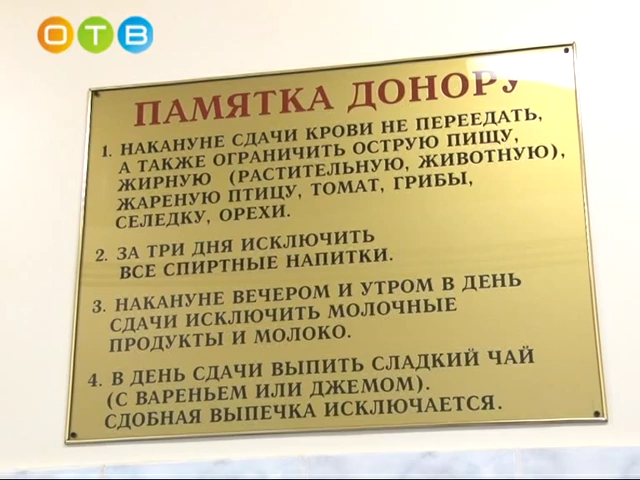 ОТВ
ПАМЯТКА ДОНОРУ
1. НАКАНУНЕ СДАЧИ КРОВИ НЕ ПЕРЕЕДАТЬ,
А ТАКЖЕ ОГРАНИЧИТЬ ОСТРУЮ ПИЩУ,
ЖИРНУЮ (РАСТИТЕЛЬНУЮ, ЖИВОТНУЮ),
ЖАРЕНУЮ ПТИЦУ, ТОМАТ, ГРИБЫ,
СЕЛЕДКУ, ОРЕХИ.
2. ЗА ТРИ ДНЯ ИСКЛЮЧИТЬ
ВСЕ СПИРТНЫЕ НАПИТКИ.
3. НАКАНУНЕ ВЕЧЕРОМ И УТРОМ В ДЕНЬ
СДАЧИ ИСКЛЮЧИТЬ МОЛОЧНЫЕ
ПРОДУКТЫ И МОЛОКО.
4. В ДЕНЬ СДАЧИ ВЫПИТЬ СЛАДКИЙ ЧАЙ
(С ВАРЕНЬЕМ ИЛИ ДЖЕМОМ).
СДОБНАЯ ВЫПЕЧКА ИСКЛЮЧАЕТСЯ.